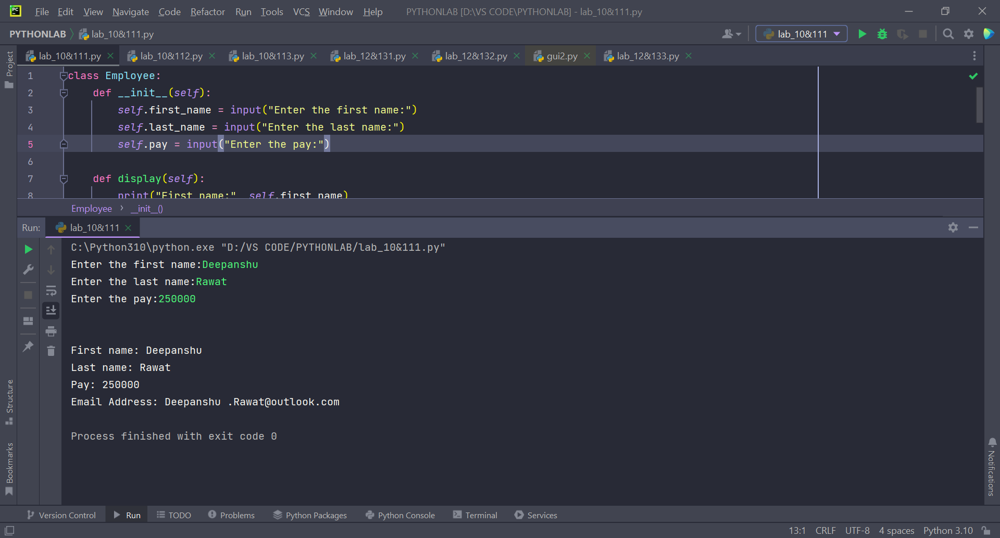 PC File Edit View Navigate Code Refactor Run Tools VCS Window Help PYTHONLAB [D:\VS CODE\PYTHONLAB] - lab_10&111.py
PYTHONLAB lab_10&111.py lab_10&111
lab_10&111.py lab_10&112.py lab_10&113.py lab_12&131.py lab_12&132.py gui2.py lab_12&133.py
Project
1 class Employee:
2 def __init__(self):
3 self.first_name = input("Enter the first name:")
4 self.last_name = input("Enter the last name:")
5 self.pay = input("Enter the pay:")
6
7 def display(self):
8 print("First name:" self.first name)
Employee › __init__()
Run: lab_10&111
C:\Python310\python.exe "D:/VS CODE/PYTHONLAB/lab_10&111.py"
Enter the first name:Deepanshu
Enter the last name:Rawat
Enter the pay:250000
First name: Deepanshu
Last name: Rawat
Pay: 250000
Email Address: Deepanshu .Rawat@outlook.com
Process finished with exit code 0
Structure
Bookmarks
Notifications
Version Control Run TODO Problems Python Packages Python Console Terminal Services
13:1 CRLF UTF-8 4 spaces Python 3.10